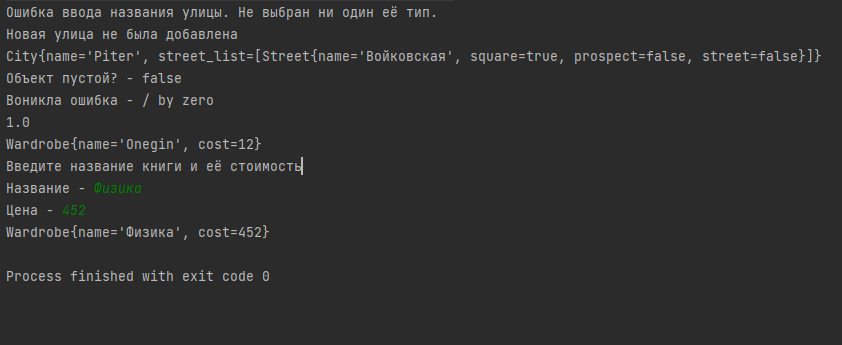 Ошибка ввода названия улицы. Не выбран ни один её тип.
Новая улица не была добавлена
City{name='Piter', street_list=[Street{name='Войковская', square=true, prospect=false, street=false}]}
Объект пустой? - false
Воникла ошибка - / by zero
1.0
Wardrobe{name='Onegin', cost=12}
Введите название книги и её стоимость
Название - Физика
Цена - 452
Wardrobe{name='Физика', cost=452}
Process finished with exit code 0